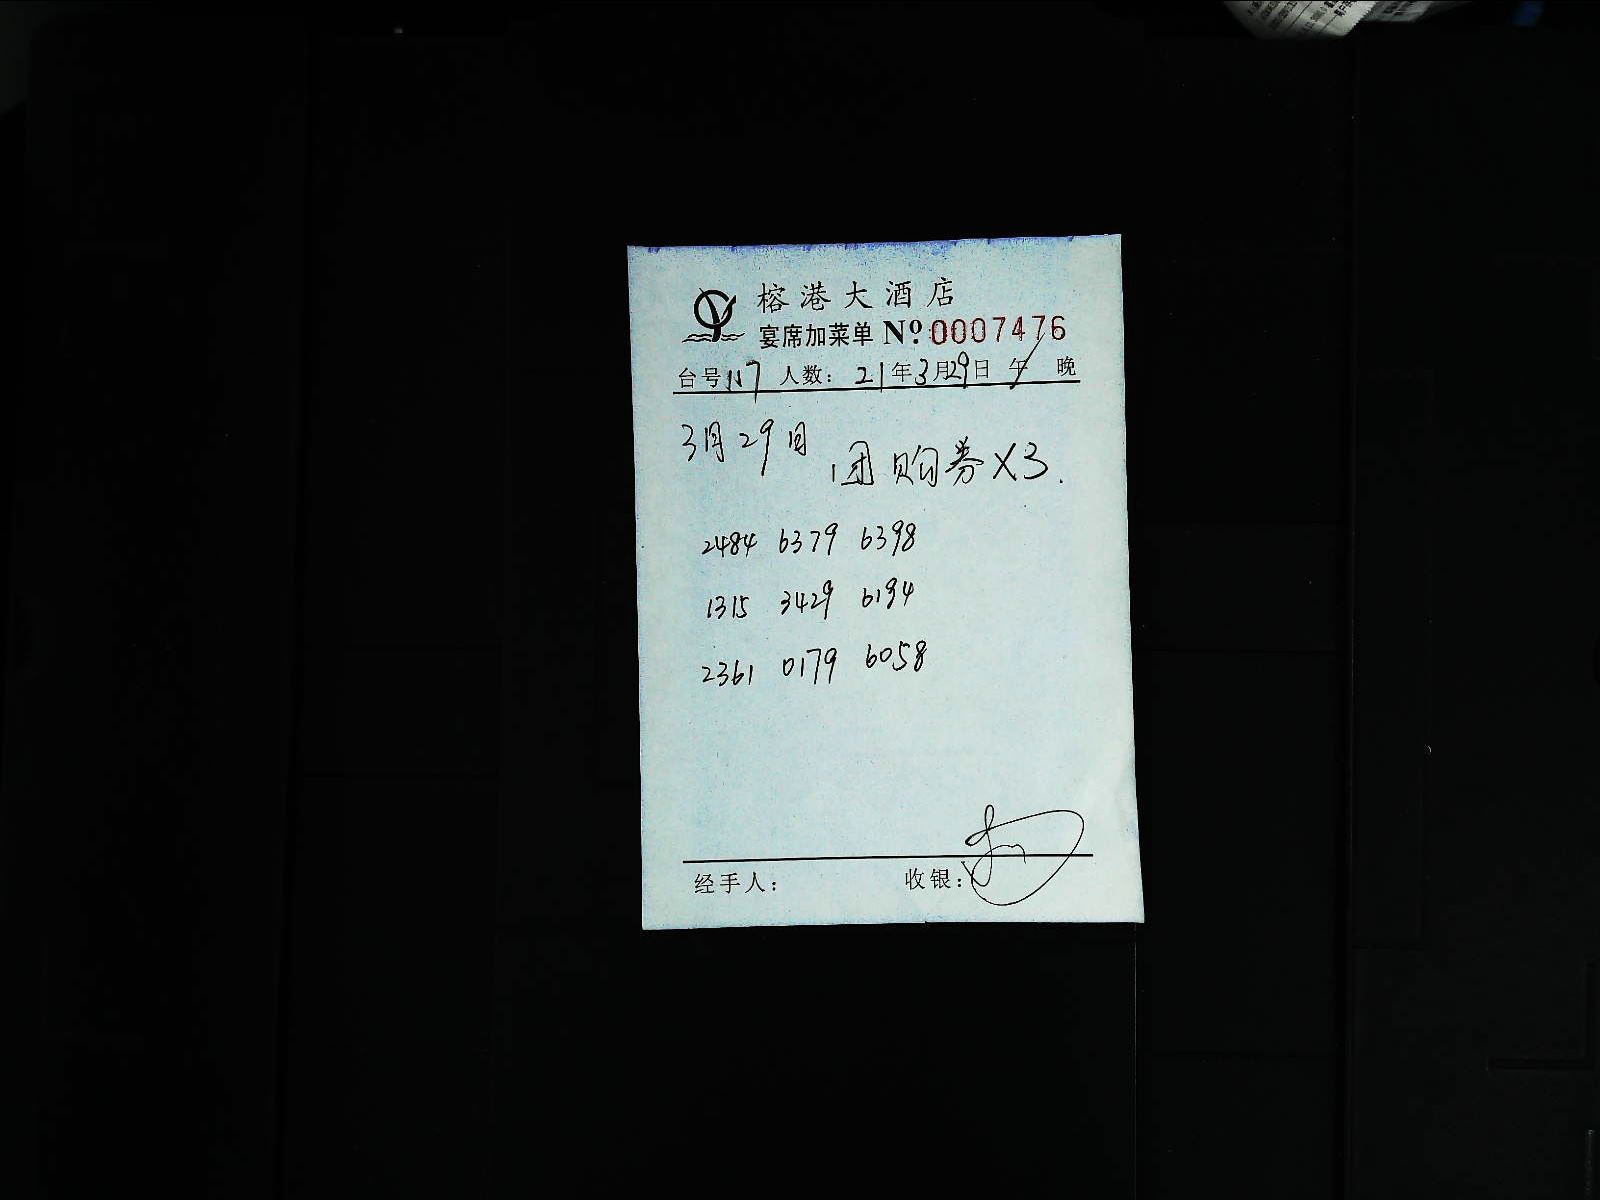 榕港大酒店
宴席加菜单 Nº: 0007476
台号 117 人数: 21年3月29日 午 晚
3月29日
团购券X3.
2484 6379 6398
1315 3429 6194
2361 0179 6058
经手人: 收银: